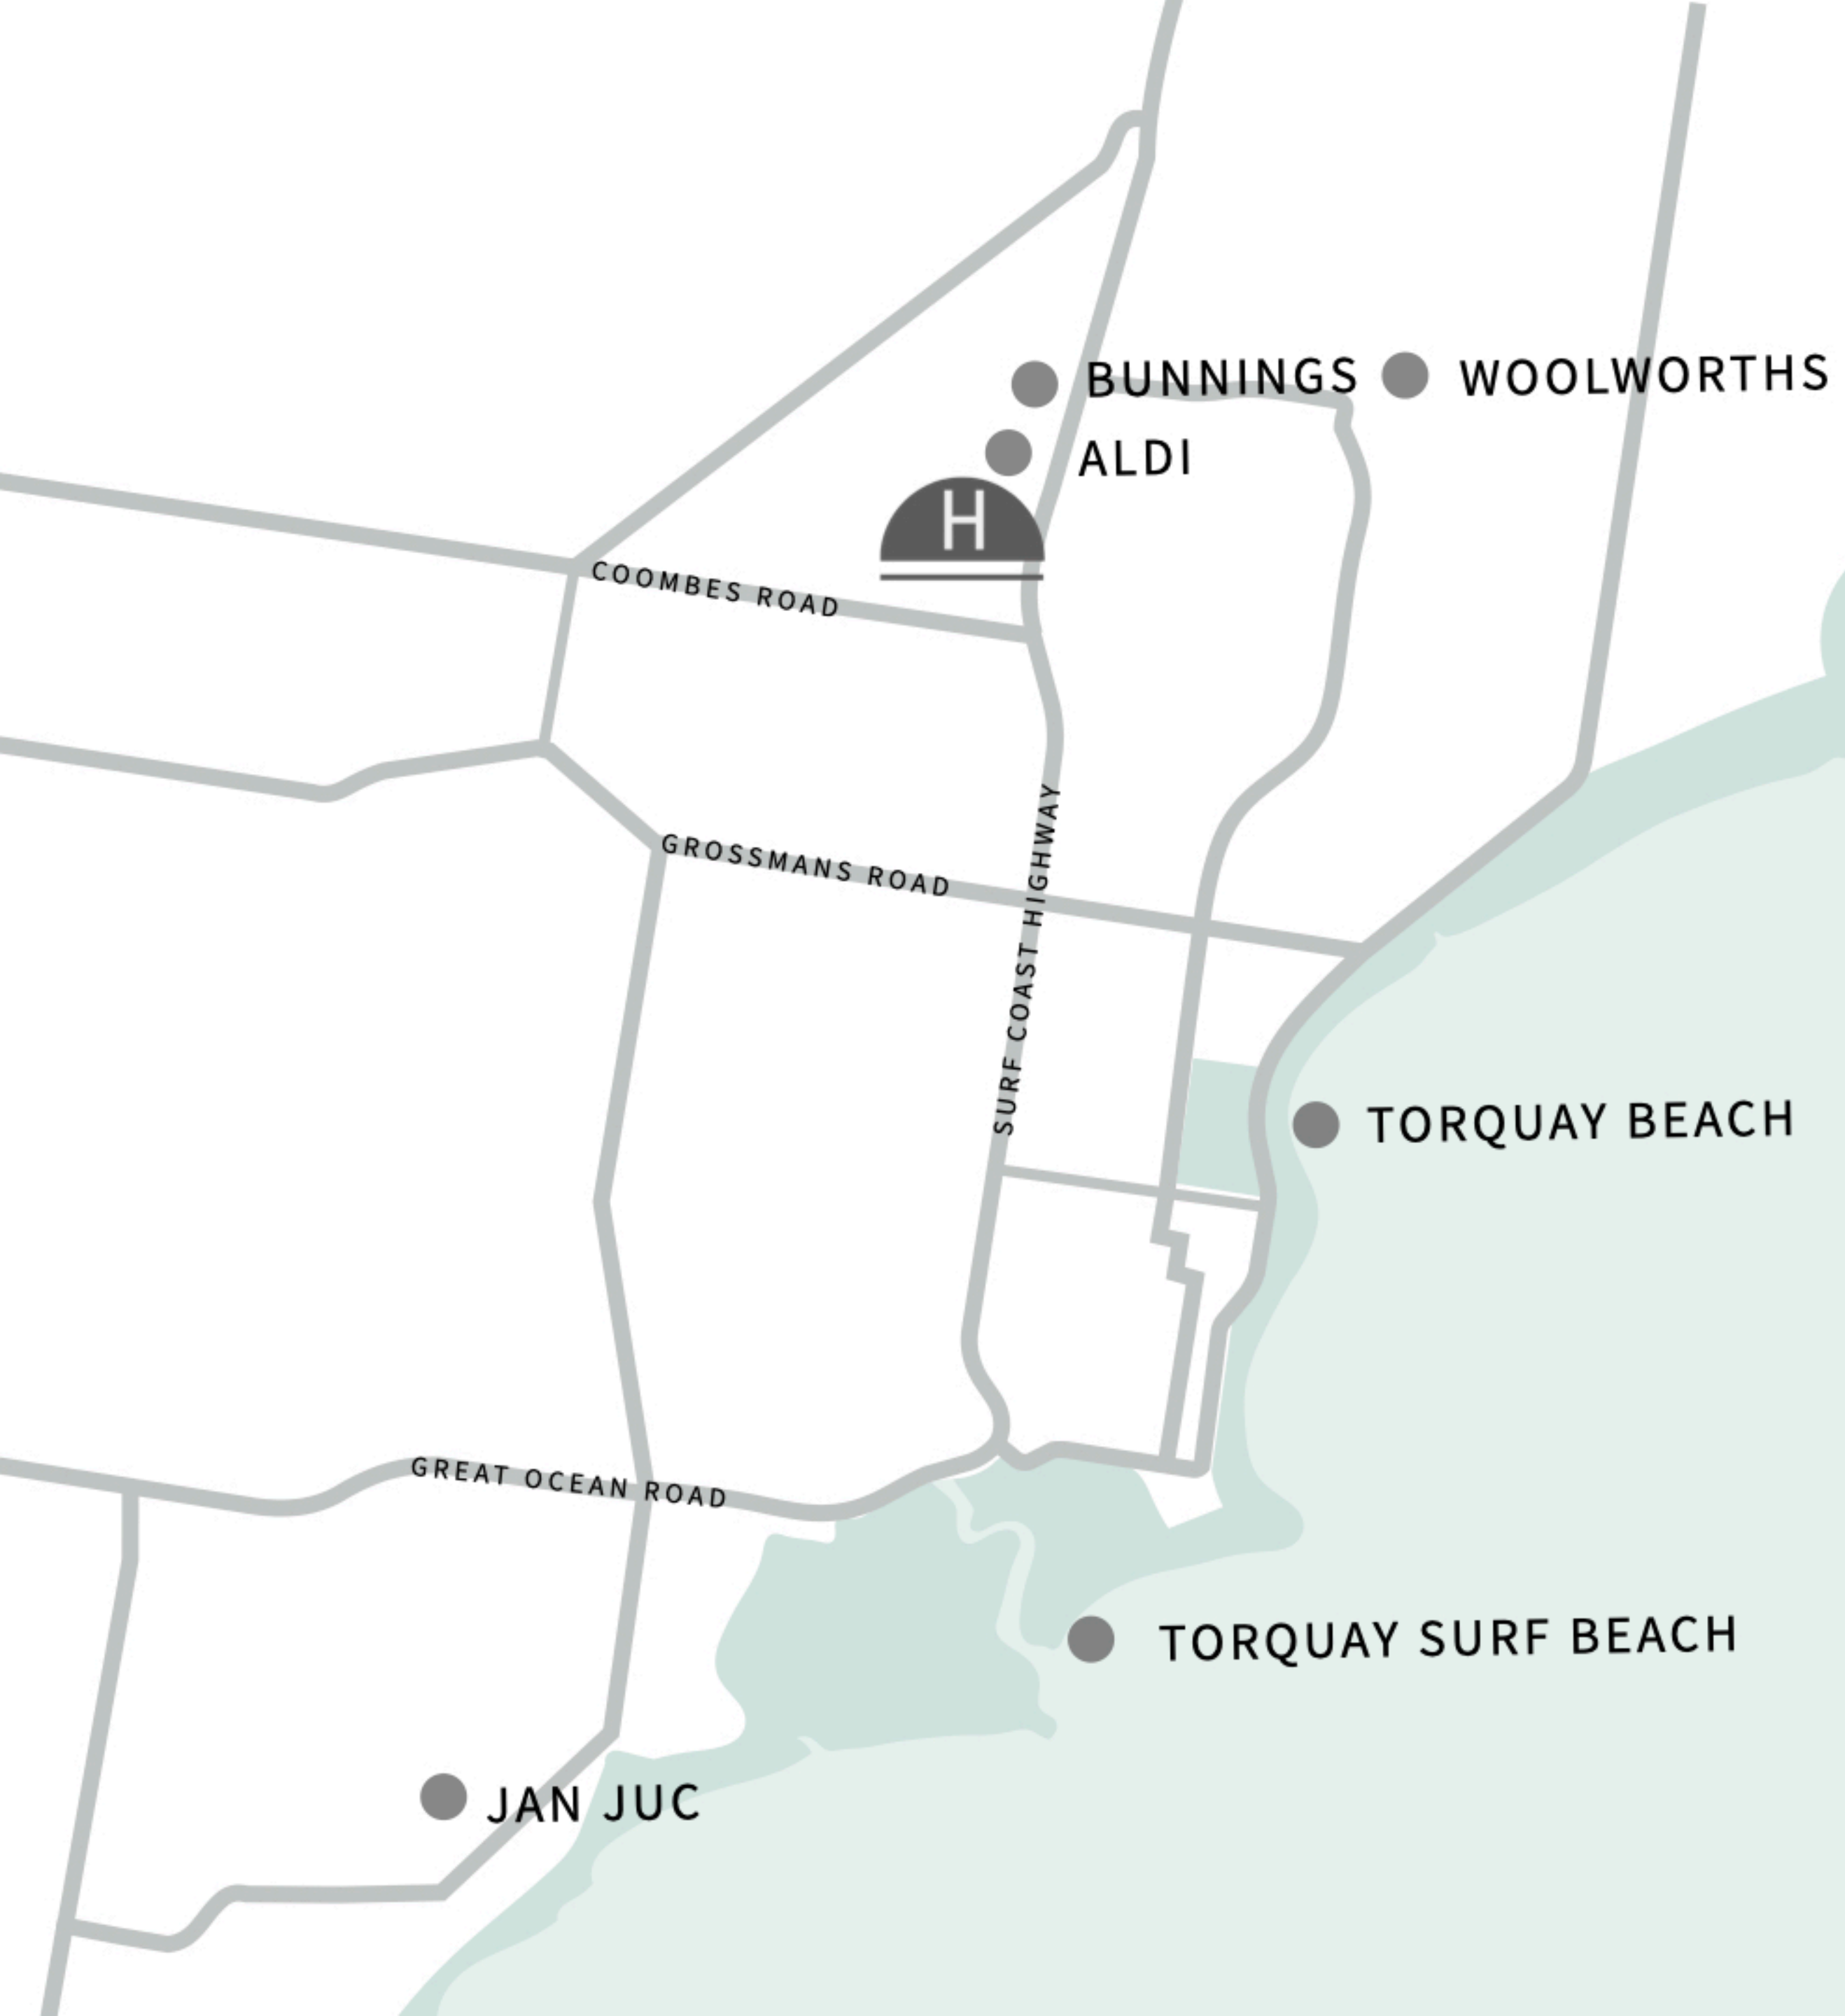 BUNNINGS
WOOLWORTHS
ALDI
H
COOMBES ROAD
GROSSMANS ROAD
SURF COAST HIGHWAY
TORQUAY BEACH
GREAT OCEAN ROAD
TORQUAY SURF BEACH
JAN JUC